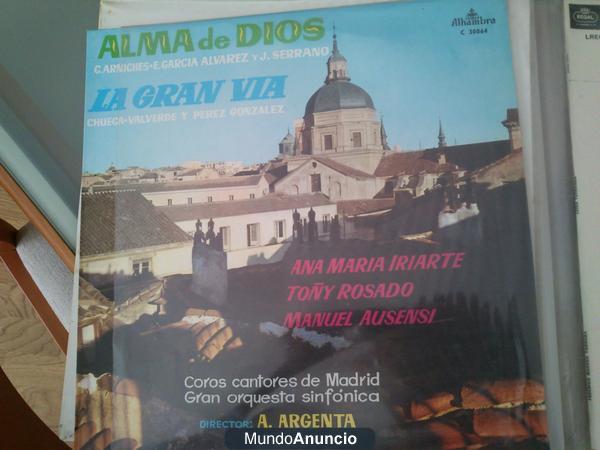 ALMA de DIOS
C. ARNICHES-E. GARCIA ALVAREZ Y J. SERRANO
Alhambra
C 30064
LA GRAN VIA
CHUECA-VALVERDE Y PEREZ GONZALEZ
ANA MARIA IRIARTE
TOÑY ROSADO
MANUEL AUSENSI
Coros cantores de Madrid
Gran orquesta sinfónica
DIRECTOR: A. ARGENTA
REGAL
MundoAnuncio